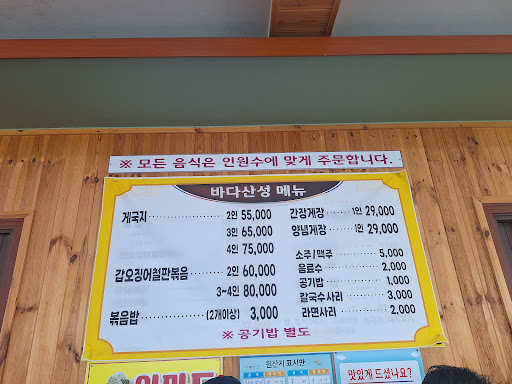 ※ 모든 음식은 인원수에 맞게 주문합니다.
바다산성 메뉴
게국지 2인 55,000
3인 65,000
4인 75,000
갑오징어철판볶음 2인 60,000
3~4인 80,000
볶음밥 (2개이상) 3,000
간장게장 1인 29,000
양념게장 1인 29,000
소주/맥주 5,000
음료수 2,000
공기밥 1,000
칼국수사리 3,000
라면사리 2,000
※ 공기밥 별도
원산지 표시판
맛있게 드셨나요?